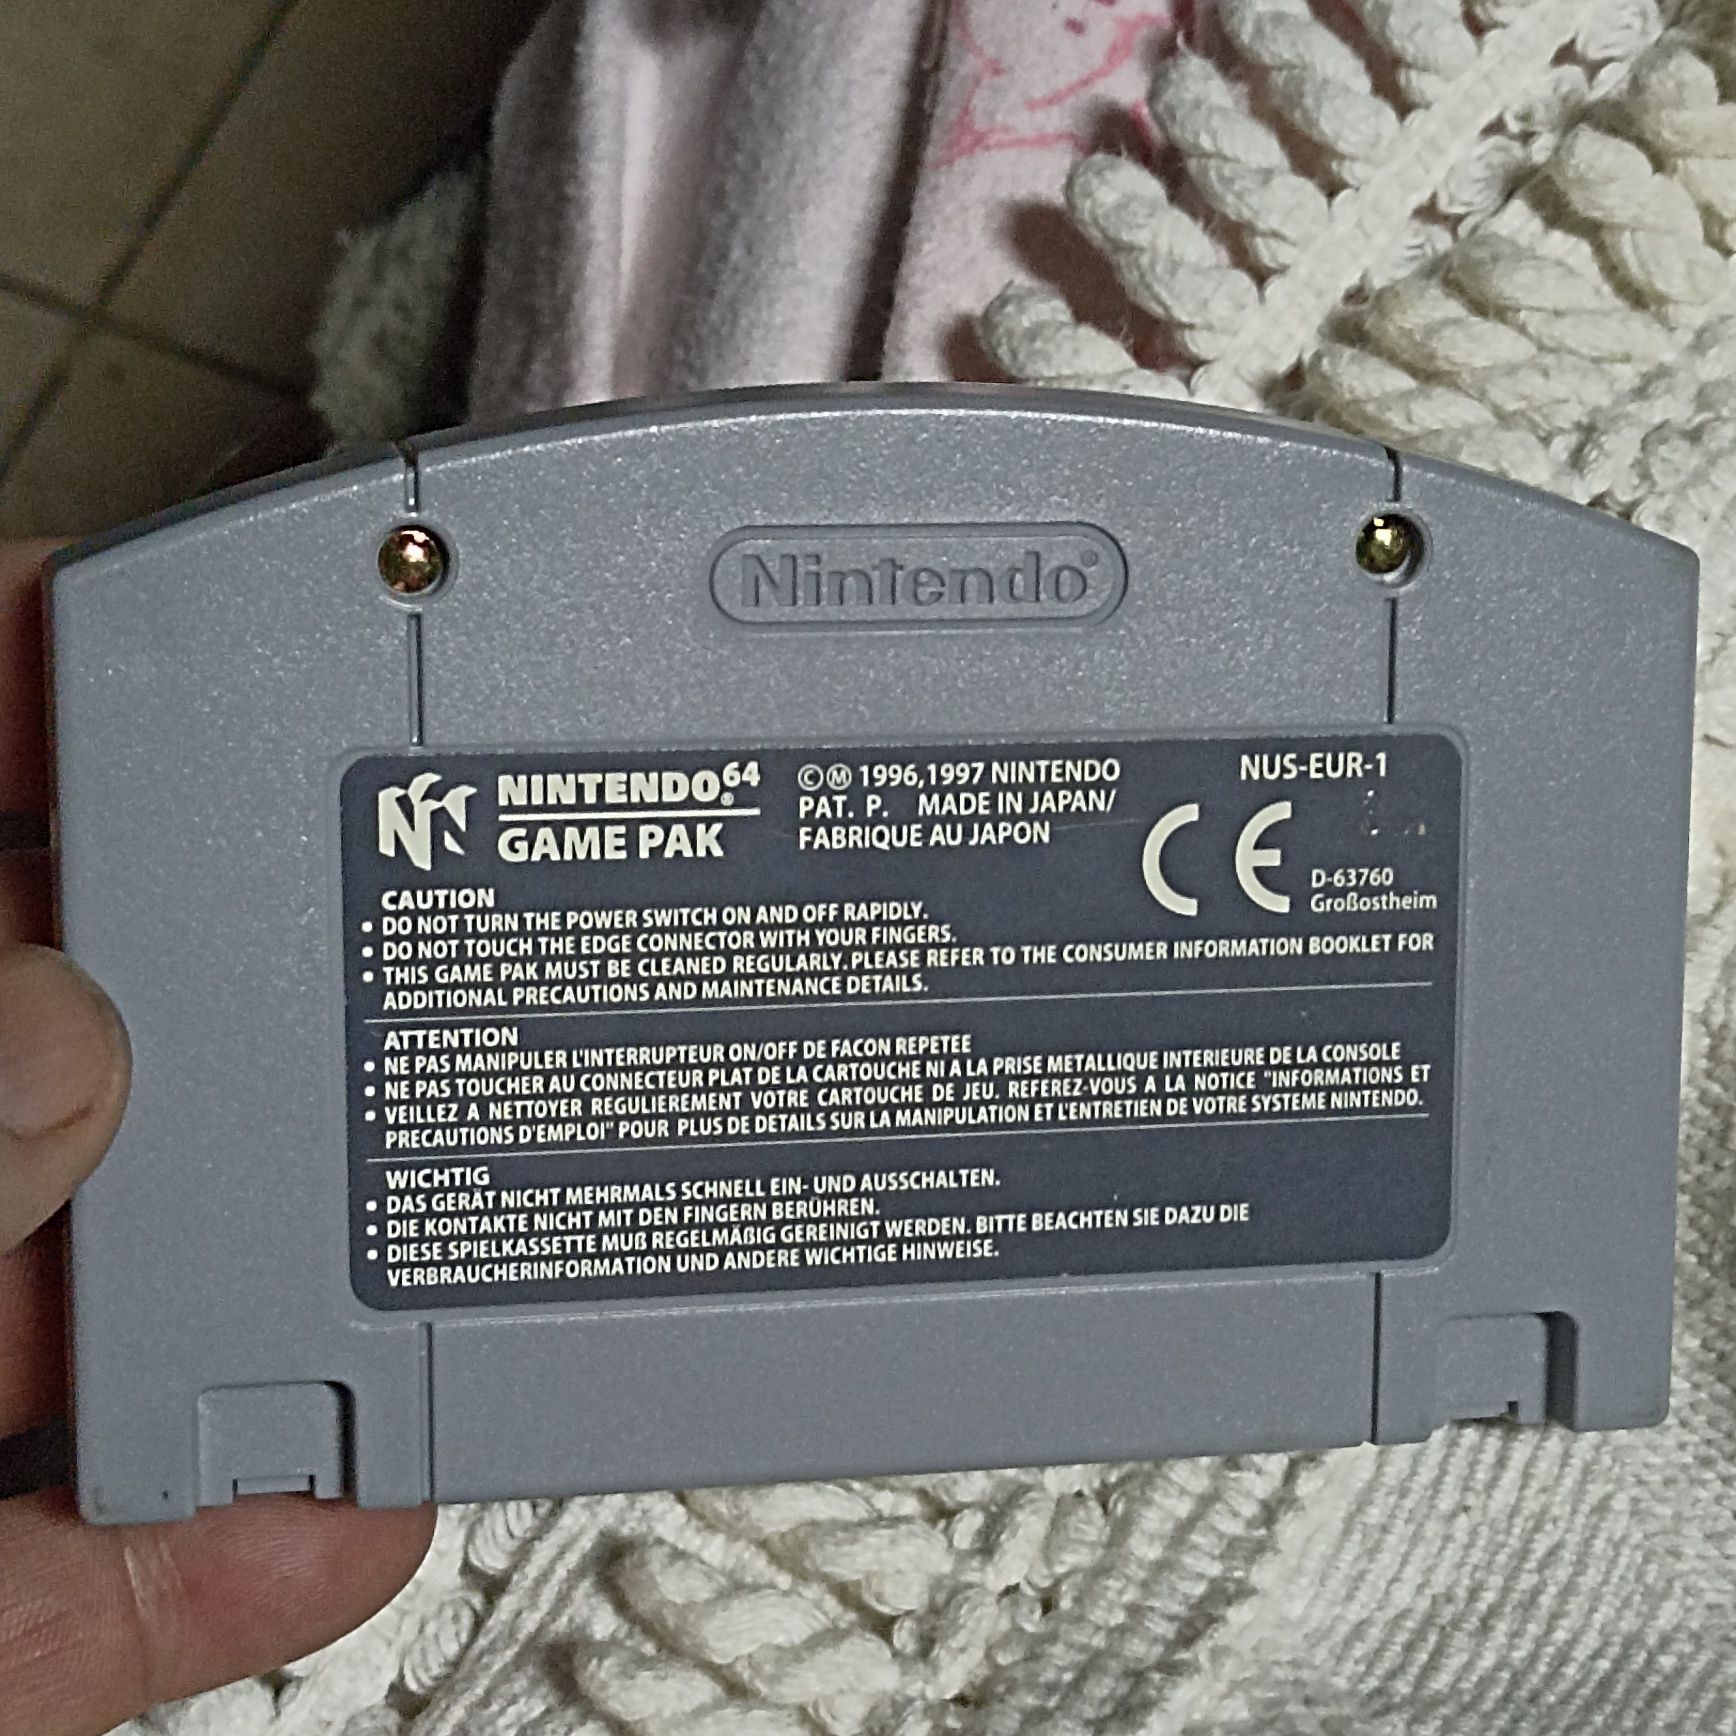 Nintendo®
NINTENDO®64
GAME PAK
©Ⓜ 1996,1997 NINTENDO
PAT. P. MADE IN JAPAN/
FABRIQUE AU JAPON
NUS-EUR-1
CE
D-63760
Großostheim
CAUTION
• DO NOT TURN THE POWER SWITCH ON AND OFF RAPIDLY.
• DO NOT TOUCH THE EDGE CONNECTOR WITH YOUR FINGERS.
• THIS GAME PAK MUST BE CLEANED REGULARLY. PLEASE REFER TO THE CONSUMER INFORMATION BOOKLET FOR
ADDITIONAL PRECAUTIONS AND MAINTENANCE DETAILS.
ATTENTION
• NE PAS MANIPULER L'INTERRUPTEUR ON/OFF DE FACON REPETEE
• NE PAS TOUCHER AU CONNECTEUR PLAT DE LA CARTOUCHE NI A LA PRISE METALLIQUE INTERIEURE DE LA CONSOLE
• VEILLEZ A NETTOYER REGULIEREMENT VOTRE CARTOUCHE DE JEU. REFEREZ-VOUS A LA NOTICE "INFORMATIONS ET
PRECAUTIONS D'EMPLOI" POUR PLUS DE DETAILS SUR LA MANIPULATION ET L'ENTRETIEN DE VOTRE SYSTEME NINTENDO.
WICHTIG
• DAS GERÄT NICHT MEHRMALS SCHNELL EIN- UND AUSSCHALTEN.
• DIE KONTAKTE NICHT MIT DEN FINGERN BERÜHREN.
• DIESE SPIELKASSETTE MUß REGELMÄßIG GEREINIGT WERDEN. BITTE BEACHTEN SIE DAZU DIE
VERBRAUCHERINFORMATION UND ANDERE WICHTIGE HINWEISE.